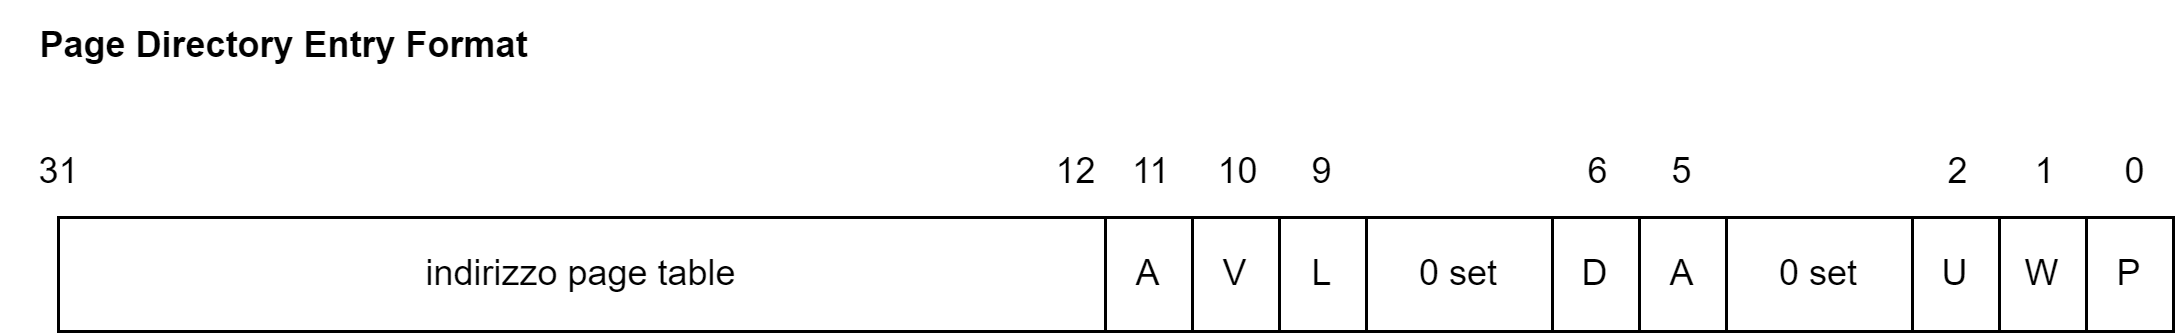 Page Directory Entry Format
31 12 11 10 9 6 5 2 1 0
indirizzo page table A V L 0 set D A 0 set U W P